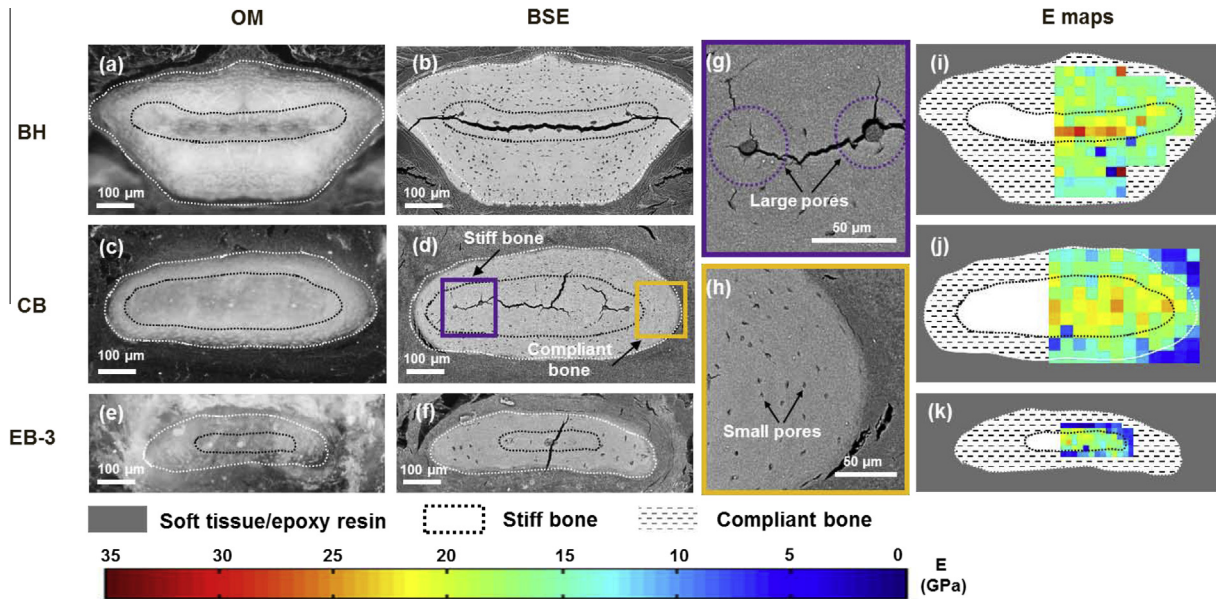 OM BSE E maps
BH
(a)
100 µm
(b)
100 µm
(g)
Large pores
50 µm
(i)
CB
(c)
100 µm
(d)
Stiff bone
Compliant
bone
100 µm
(h)
Small pores
50 µm
(j)
EB-3
(e)
100 µm
(f)
100 µm
(k)
Soft tissue/epoxy resin Stiff bone Compliant bone
35 30 25 20 15 10 5 0
E
(GPa)